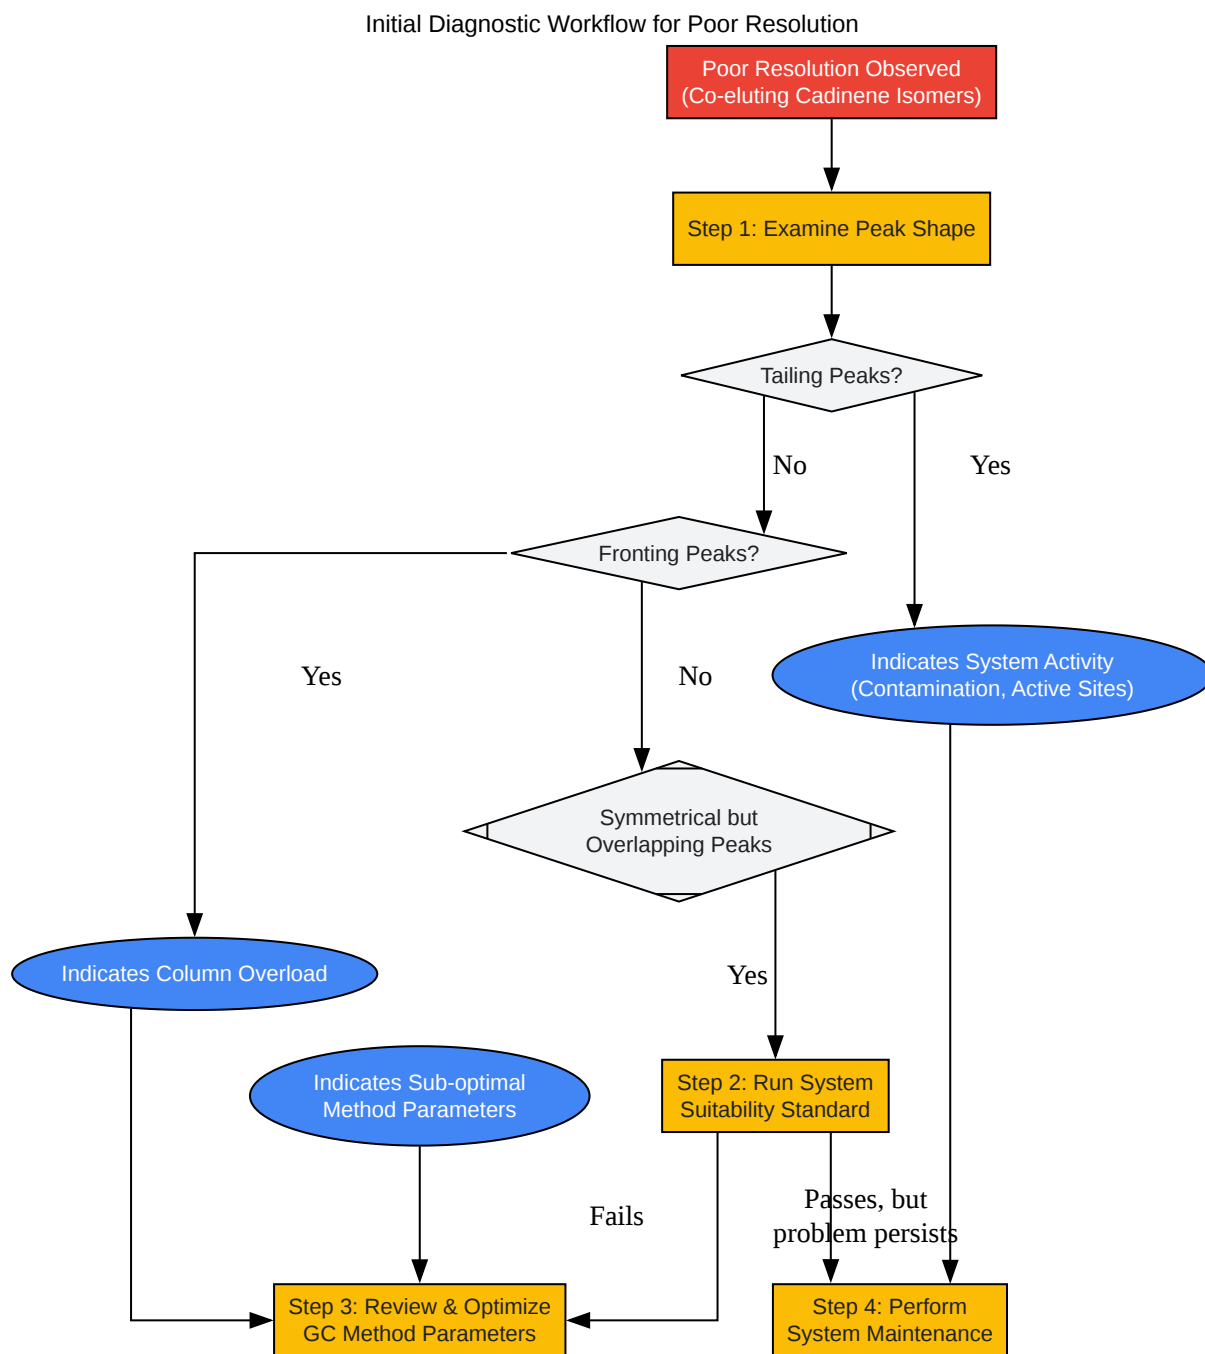 Initial Diagnostic Workflow for Poor Resolution
Poor Resolution Observed
(Co-eluting Cadinene Isomers)
Step 1: Examine Peak Shape
Tailing Peaks?
No
Yes
Fronting Peaks?
Yes
No
Indicates System Activity
(Contamination, Active Sites)
Symmetrical but
Overlapping Peaks
Indicates Column Overload
Yes
Indicates Sub-optimal
Method Parameters
Step 2: Run System
Suitability Standard
Fails
Passes, but
problem persists
Step 3: Review & Optimize
GC Method Parameters
Step 4: Perform
System Maintenance